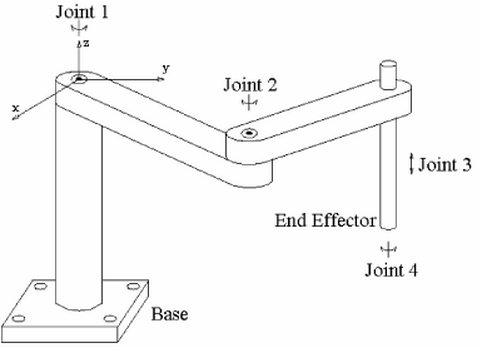 Joint 1
z
y
x
Joint 2
Joint 3
End Effector
Joint 4
Base